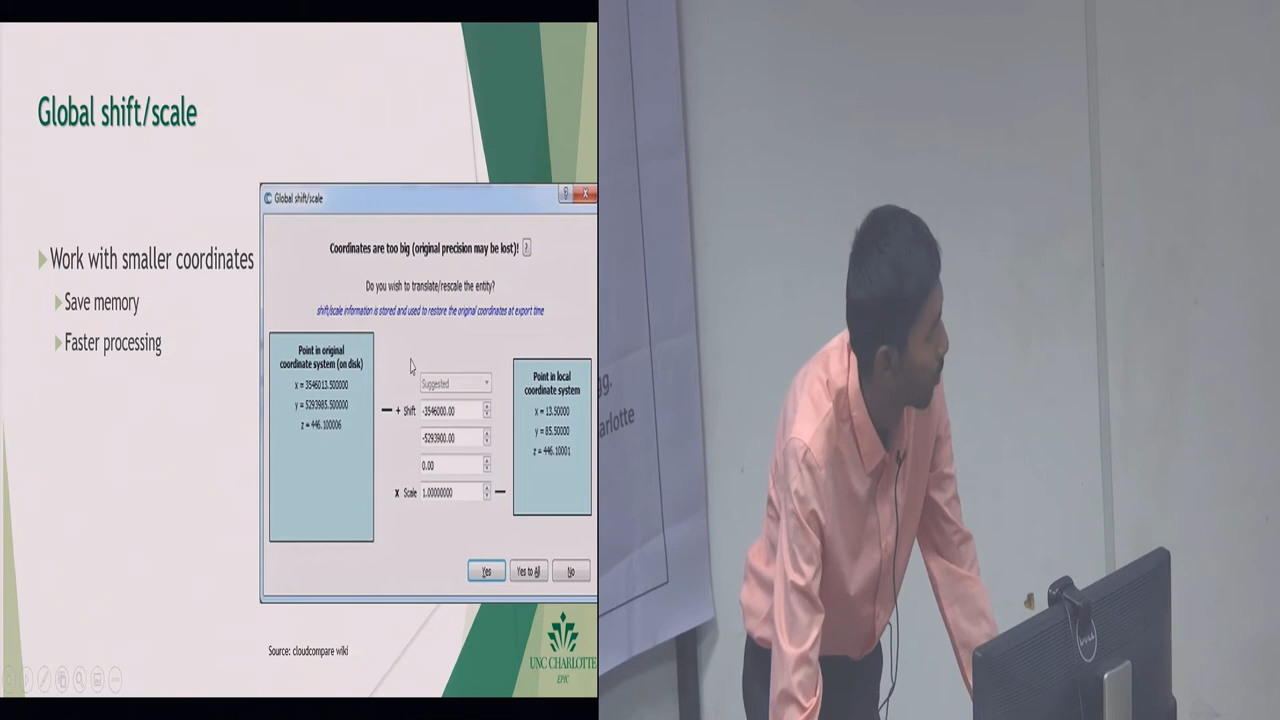 Global shift/scale
Work with smaller coordinates
Save memory
Faster processing
Global shift/scale
Coordinates are too big (original precision may be lost)!
?
Do you wish to translate/rescale the entity?
shift/scale information is stored and used to restore the original coordinates at export time
Point in original
coordinate system (on disk)
x = 3546013.500000
y = 5293985.500000
z = 446.100006
Suggested
+ Shift
-3546000.00
-5293900.00
0.00
x Scale
1.00000000
Point in local
coordinate system
x = 13.50000
y = 85.50000
z = 446.10001
Yes
Yes to All
No
Source: cloudcompare wiki
UNC CHARLOTTE
EPIC
gg.
arlotte
DELL